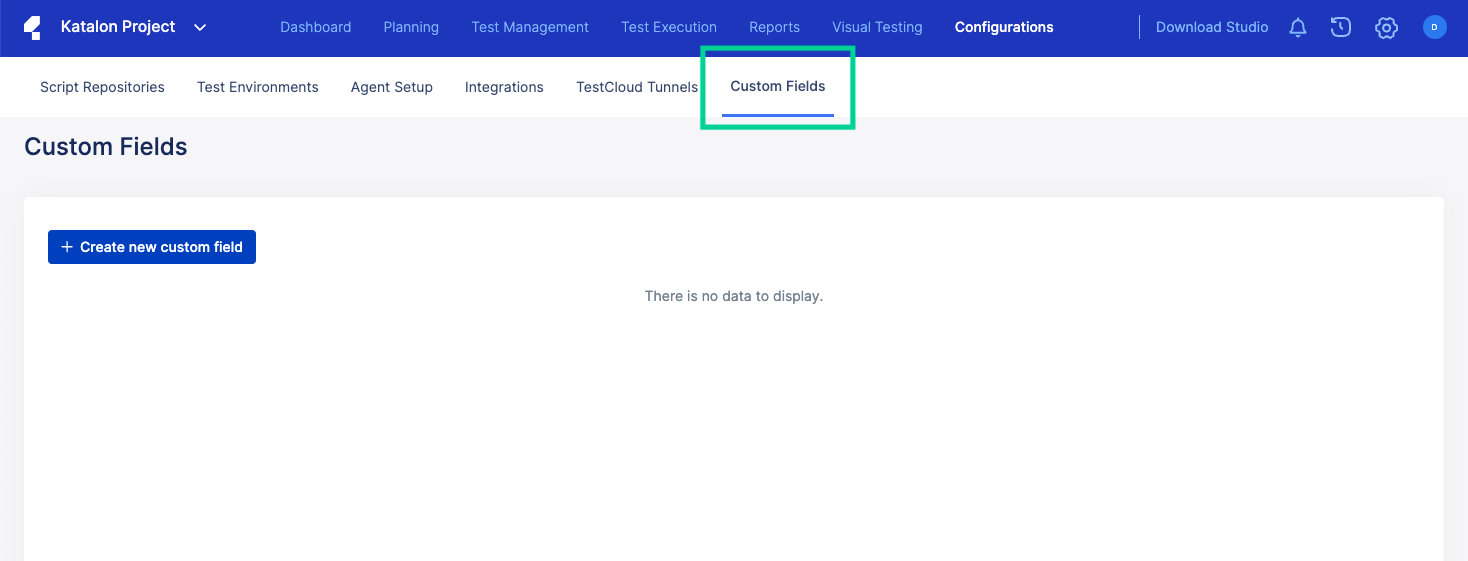 Katalon Project Dashboard Planning Test Management Test Execution Reports Visual Testing Configurations Download Studio D
Script Repositories Test Environments Agent Setup Integrations TestCloud Tunnels Custom Fields
Custom Fields
+ Create new custom field
There is no data to display.